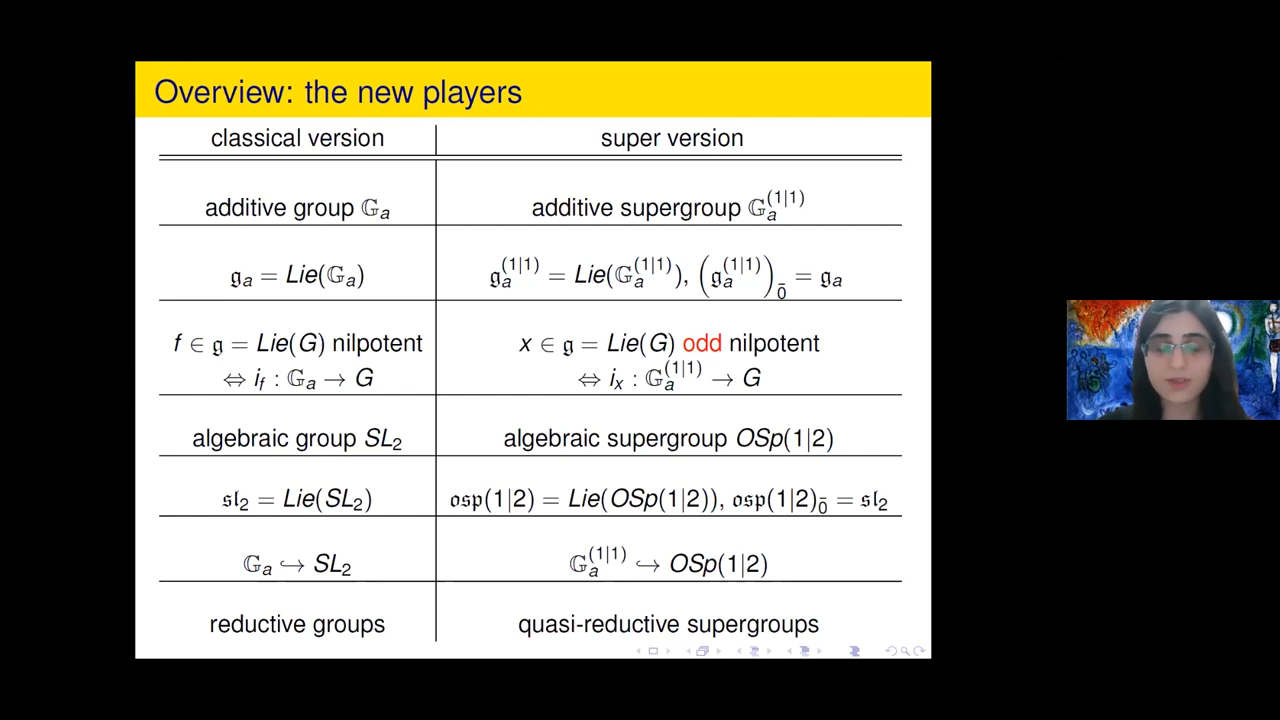 Overview: the new players
classical version super version
additive group 𝔾ₐ additive supergroup 𝔾ₐ^(1|1)
𝔤ₐ = Lie(𝔾ₐ) 𝔤ₐ^(1|1) = Lie(𝔾ₐ^(1|1)), (𝔤ₐ^(1|1))_0̄ = 𝔤ₐ
f ∈ 𝔤 = Lie(G) nilpotent x ∈ 𝔤 = Lie(G) odd nilpotent
⇔ i_f : 𝔾ₐ → G ⇔ i_x : 𝔾ₐ^(1|1) → G
algebraic group SL₂ algebraic supergroup OSp(1|2)
𝔰𝔩₂ = Lie(SL₂) 𝔬𝔰𝔭(1|2) = Lie(OSp(1|2)), 𝔬𝔰𝔭(1|2)_0̄ = 𝔰𝔩₂
𝔾ₐ ↪ SL₂ 𝔾ₐ^(1|1) ↪ OSp(1|2)
reductive groups quasi-reductive supergroups